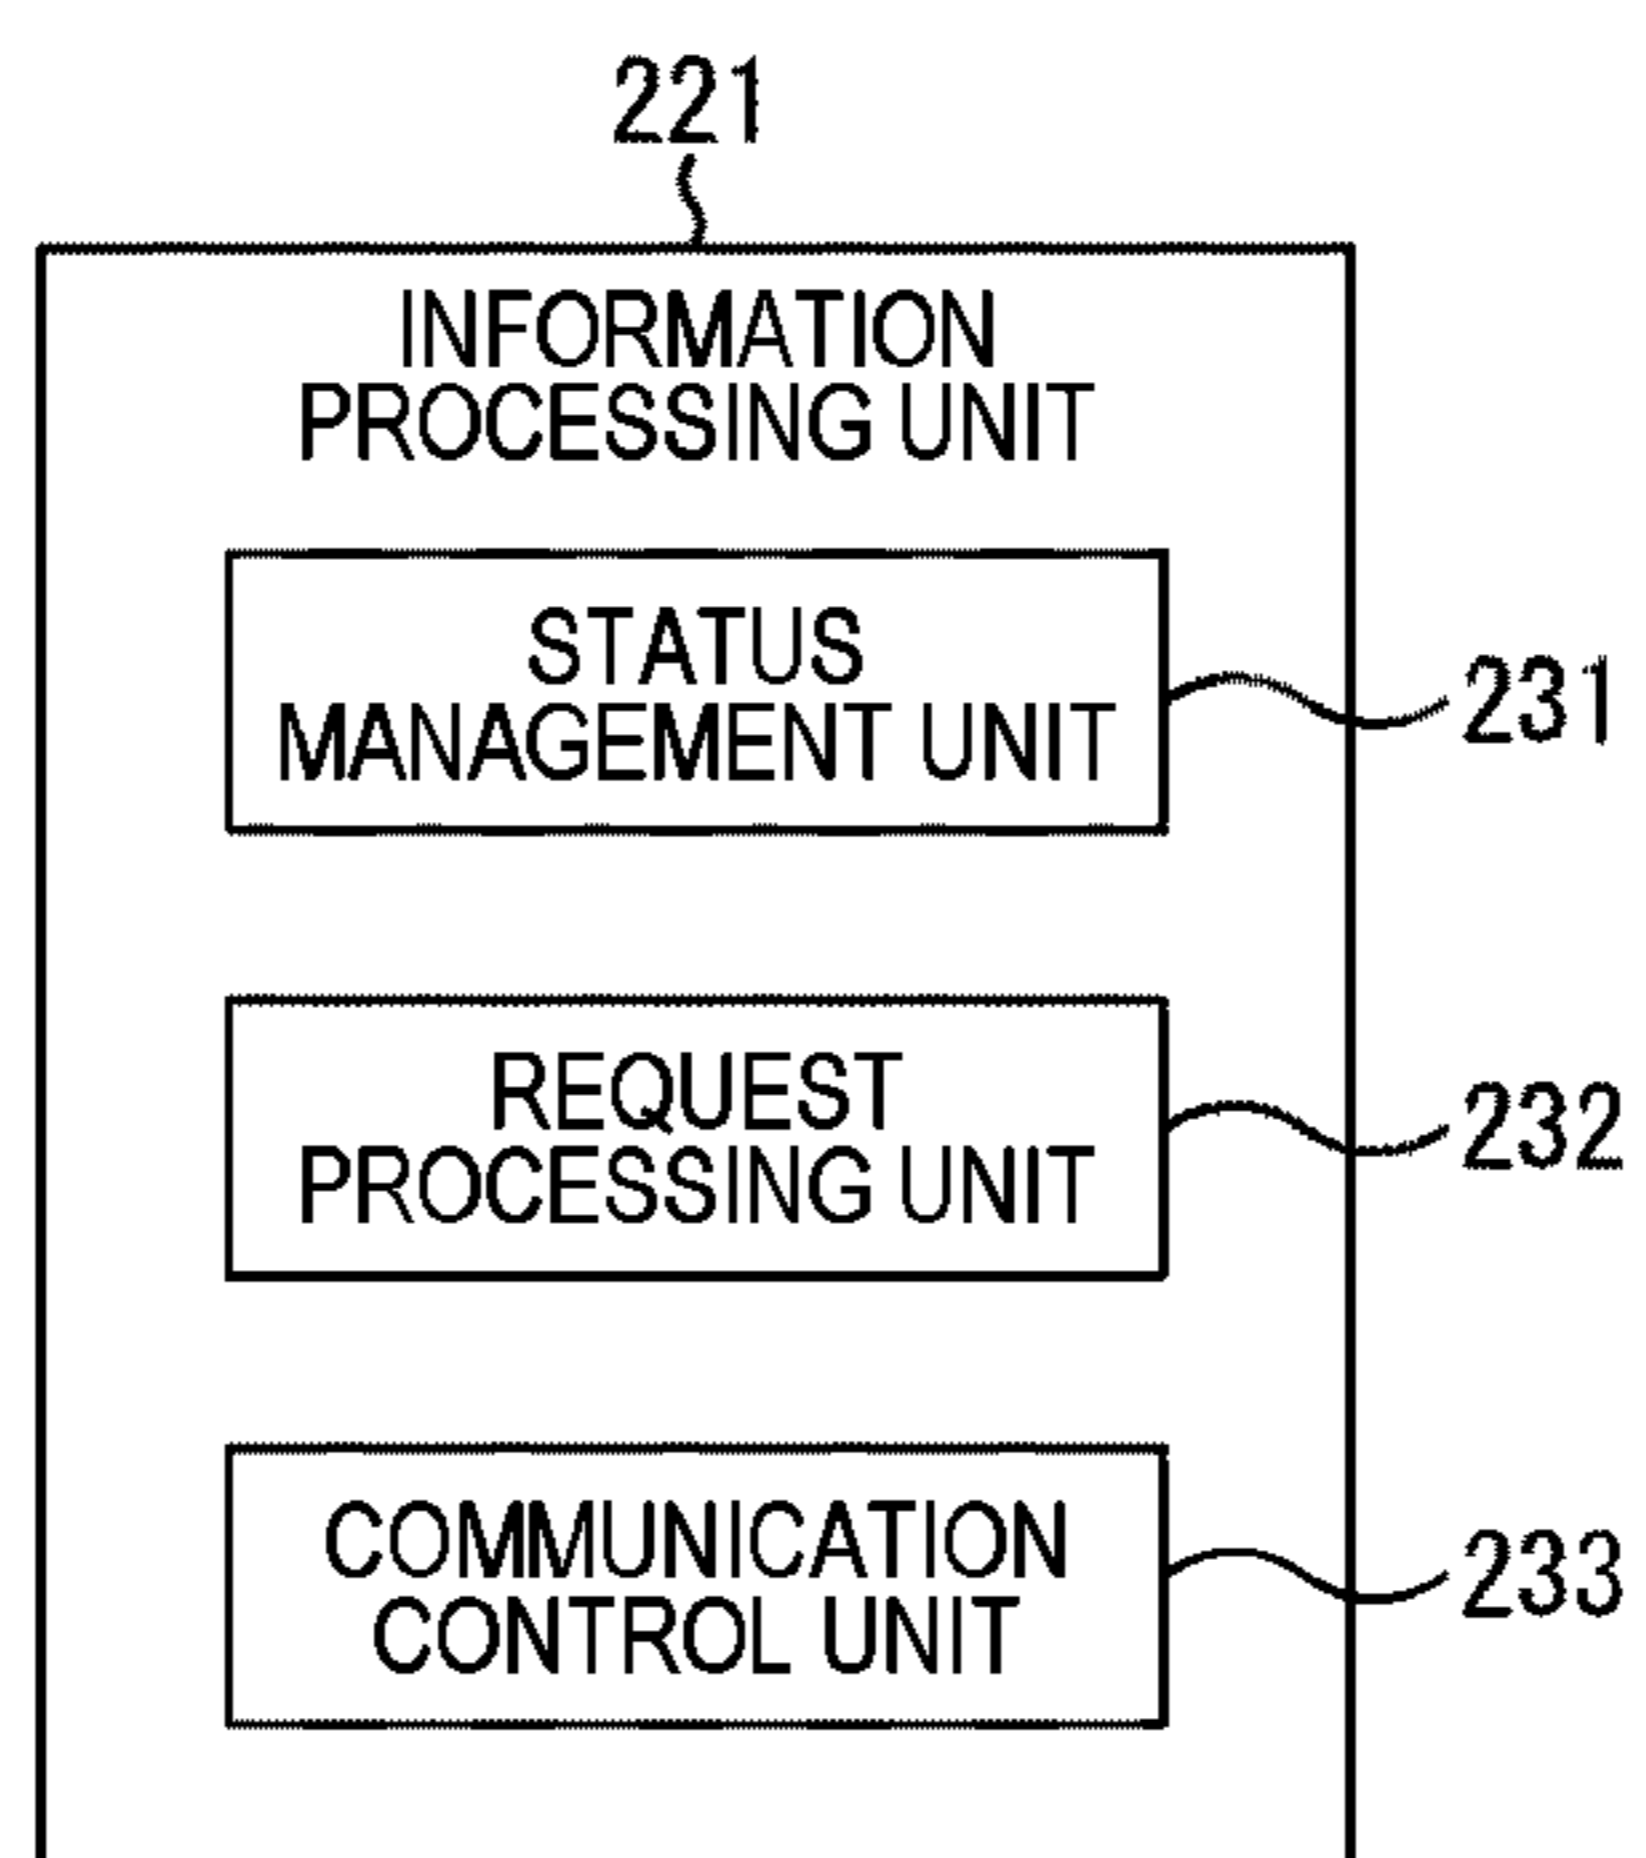 221
INFORMATION
PROCESSING UNIT
STATUS
MANAGEMENT UNIT
231
REQUEST
PROCESSING UNIT
232
COMMUNICATION
CONTROL UNIT
233